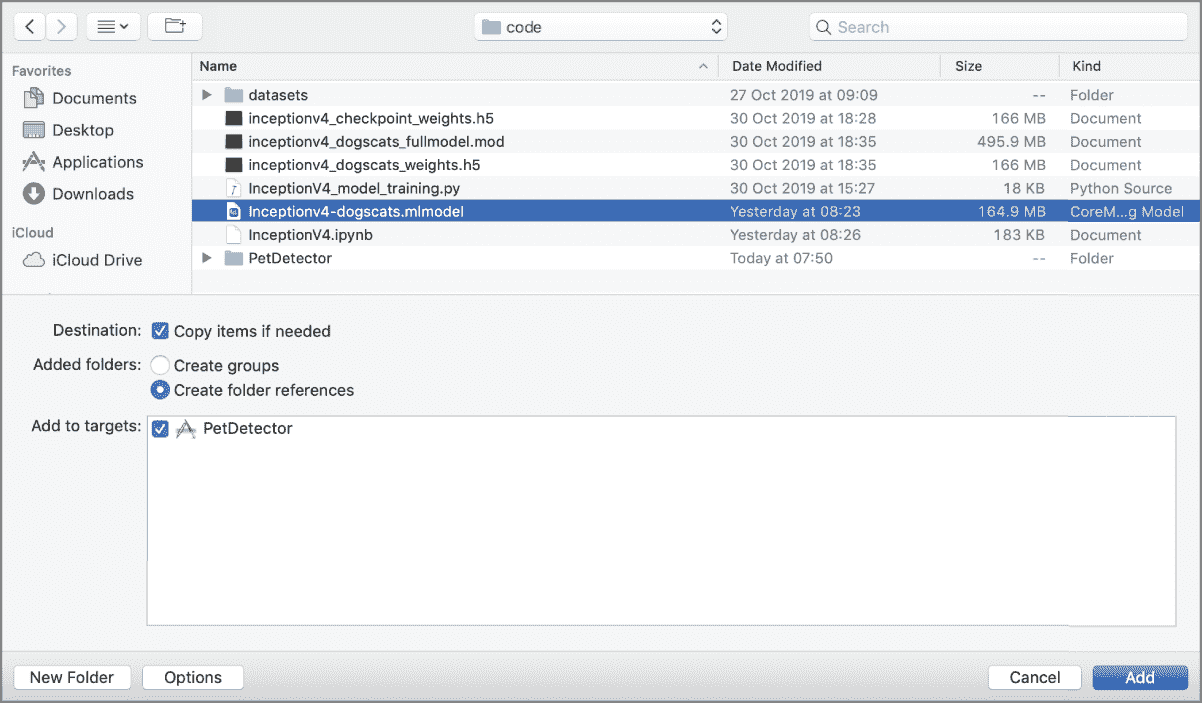 code
Search
Favorites
Documents
Desktop
Applications
Downloads
iCloud
iCloud Drive
Name Date Modified Size Kind
datasets 27 Oct 2019 at 09:09 -- Folder
inceptionv4_checkpoint_weights.h5 30 Oct 2019 at 18:28 166 MB Document
inceptionv4_dogscats_fullmodel.mod 30 Oct 2019 at 18:35 495.9 MB Document
inceptionv4_dogscats_weights.h5 30 Oct 2019 at 18:35 166 MB Document
InceptionV4_model_training.py 30 Oct 2019 at 15:27 18 KB Python Source
Inceptionv4-dogscats.mlmodel Yesterday at 08:23 164.9 MB CoreM...g Model
InceptionV4.ipynb Yesterday at 08:26 183 KB Document
PetDetector Today at 07:50 -- Folder
Destination: Copy items if needed
Added folders: Create groups
Create folder references
Add to targets: PetDetector
New Folder Options Cancel Add